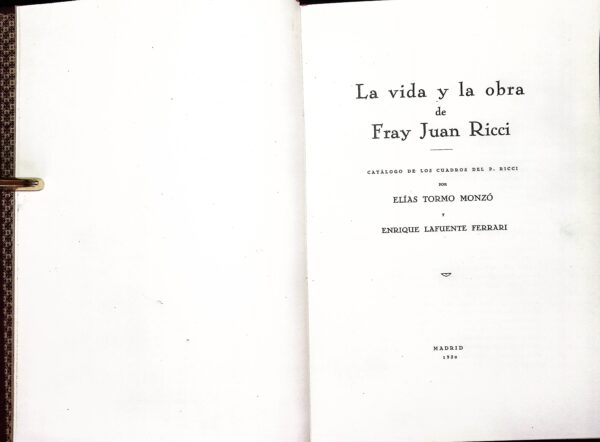 La vida y la obra
de
Fray Juan Ricci
CATÁLOGO DE LOS CUADROS DEL P. RICCI
POR
ELÍAS TORMO MONZÓ
Y
ENRIQUE LAFUENTE FERRARI
MADRID
1930